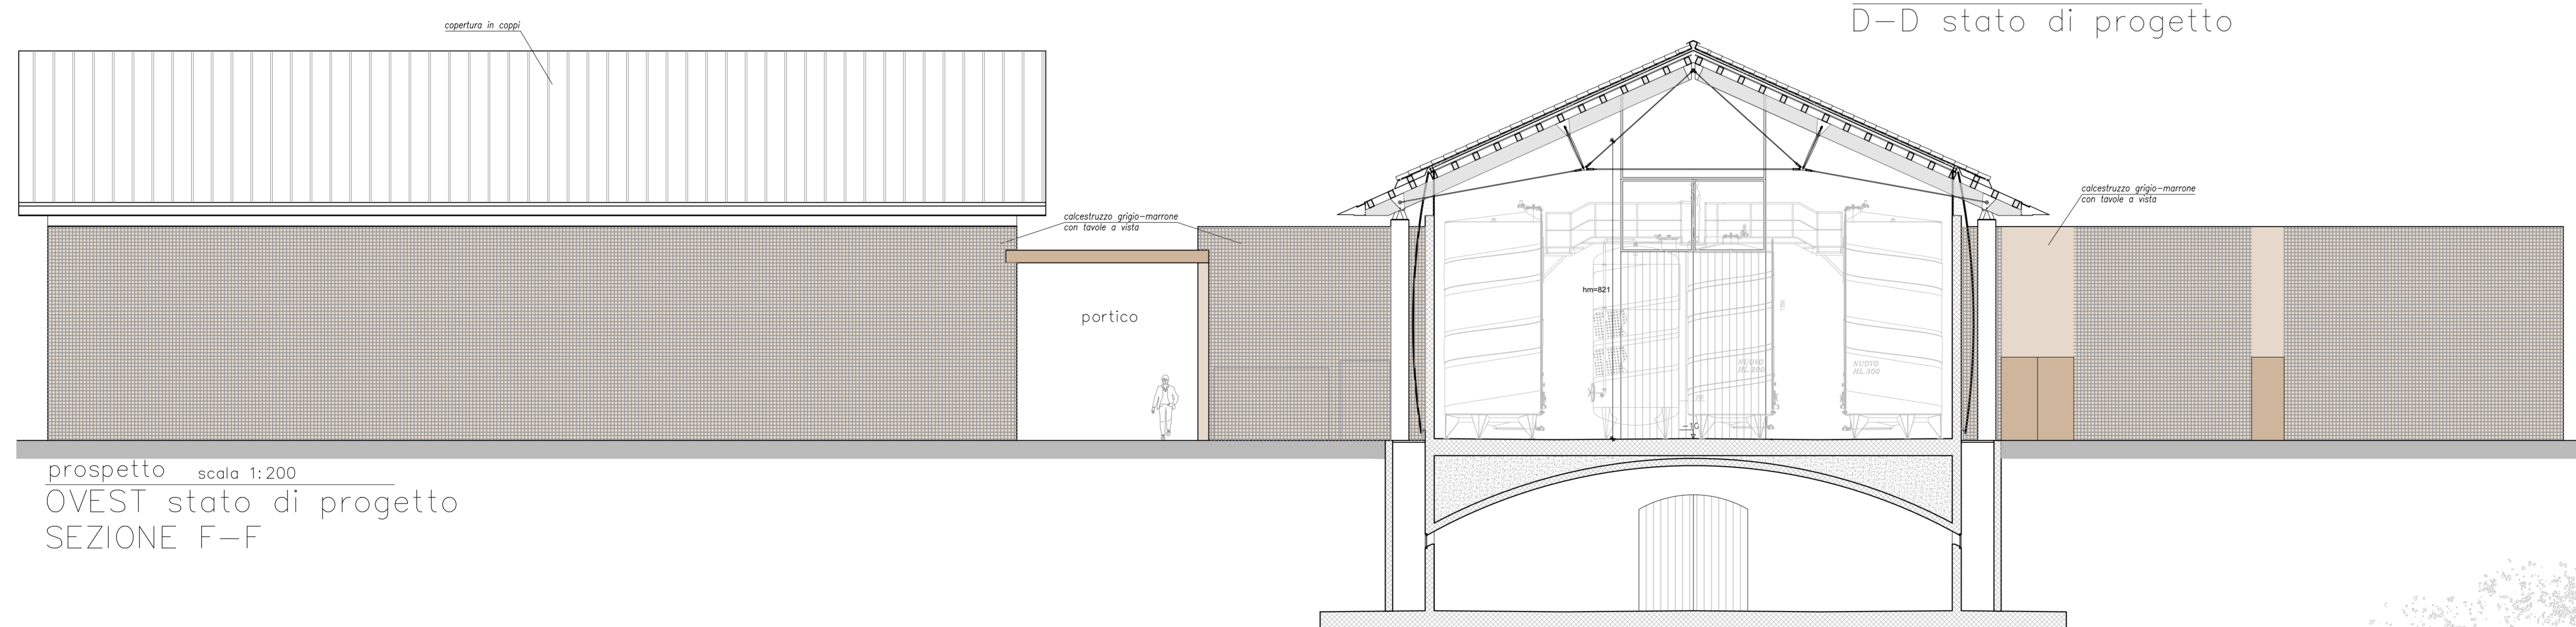 D-D stato di progetto
copertura in coppi
calcestruzzo grigio-marrone
con tavole a vista
calcestruzzo grigio-marrone
con tavole a vista
hm=821
portico
NUOVO
HL 200
NUOVO
HL 300
-10
prospetto scala 1:200
OVEST stato di progetto
SEZIONE F-F